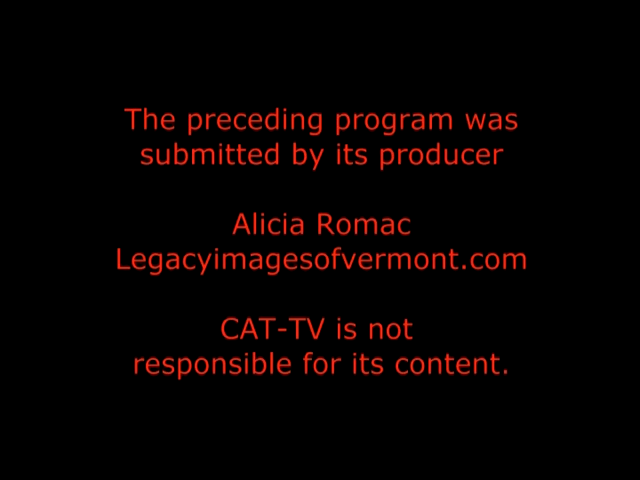 The preceding program was
submitted by its producer
Alicia Romac
Legacyimagesofvermont.com
CAT-TV is not
responsible for its content.